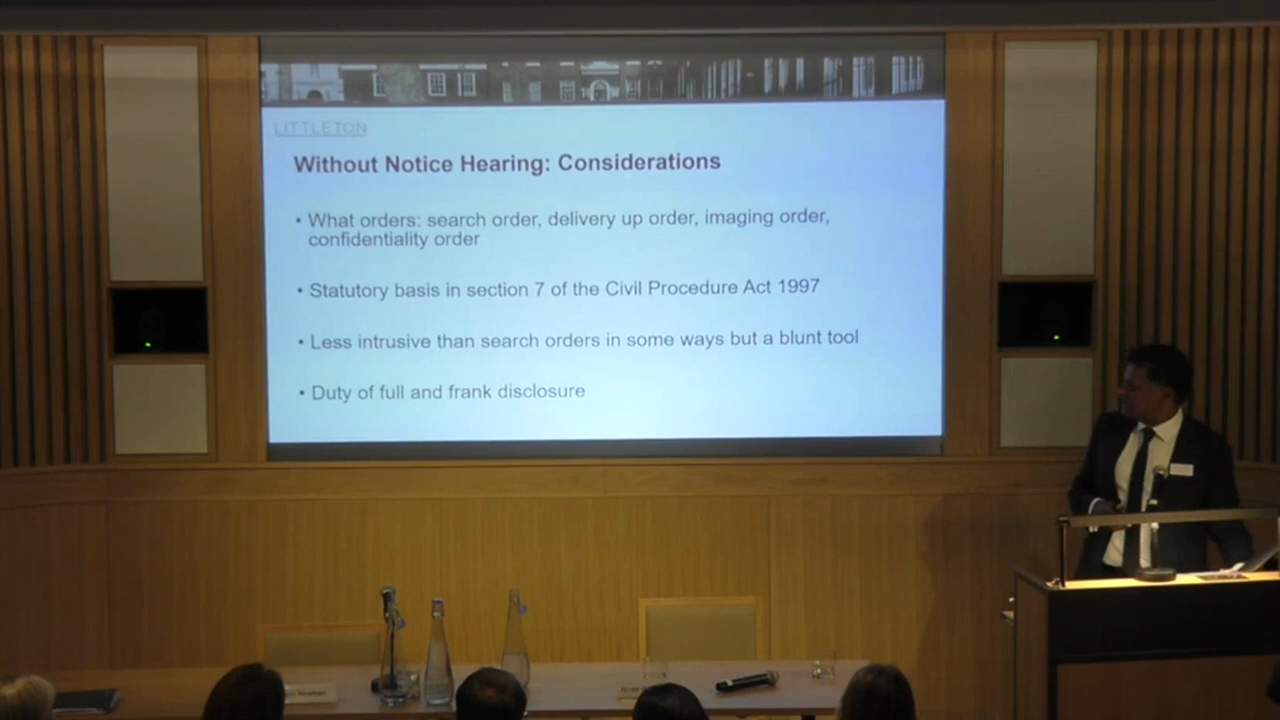 LITTLETON
Without Notice Hearing: Considerations
• What orders: search order, delivery up order, imaging order,
confidentiality order
• Statutory basis in section 7 of the Civil Procedure Act 1997
• Less intrusive than search orders in some ways but a blunt tool
• Duty of full and frank disclosure